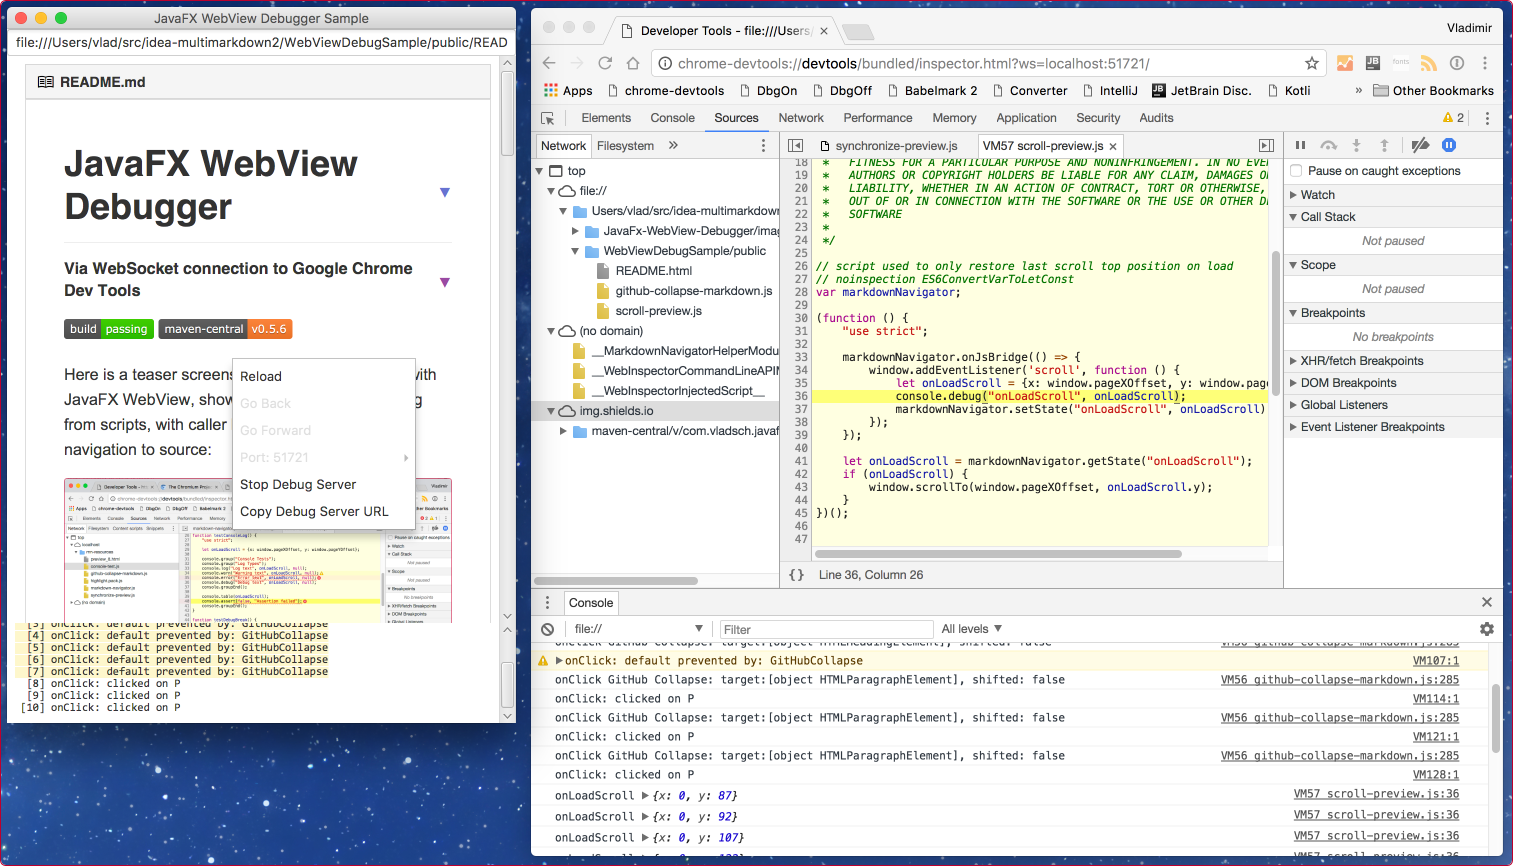 JavaFX WebView Debugger Sample
file:///Users/vlad/src/idea-multimarkdown2/WebViewDebugSample/public/READ
README.md
JavaFX WebView
Debugger
Via WebSocket connection to Google Chrome
Dev Tools
build passing maven-central v0.5.6
Here is a teaser screens with
JavaFX WebView, show g
from scripts, with caller
navigation to source:
Reload
Go Back
Go Forward
Port: 51721
Stop Debug Server
Copy Debug Server URL
[3] onClick: default prevented by: GitHubCollapse
[4] onClick: default prevented by: GitHubCollapse
[5] onClick: default prevented by: GitHubCollapse
[6] onClick: default prevented by: GitHubCollapse
[7] onClick: default prevented by: GitHubCollapse
[8] onClick: clicked on P
[9] onClick: clicked on P
[10] onClick: clicked on P
Developer Tools - file:///Users/
Vladimir
chrome-devtools://devtools/bundled/inspector.html?ws=localhost:51721/
Apps chrome-devtools DbgOn DbgOff Babelmark 2 Converter IntelliJ JetBrain Disc. Kotli » Other Bookmarks
Elements Console Sources Network Performance Memory Application Security Audits 2
Network Filesystem »
top
file://
Users/vlad/src/idea-multimarkdown
JavaFx-WebView-Debugger/ima
WebViewDebugSample/public
README.html
github-collapse-markdown.js
scroll-preview.js
(no domain)
__MarkdownNavigatorHelperModu
__WebInspectorCommandLineAPIM
__WebInspectorInjectedScript__
img.shields.io
maven-central/v/com.vladsch.javaf
synchronize-preview.js VM57 scroll-preview.js
18 * FITNESS FOR A PARTICULAR PURPOSE AND NONINFRINGEMENT. IN NO EVE
19 * AUTHORS OR COPYRIGHT HOLDERS BE LIABLE FOR ANY CLAIM, DAMAGES O
20 * LIABILITY, WHETHER IN AN ACTION OF CONTRACT, TORT OR OTHERWISE,
21 * OUT OF OR IN CONNECTION WITH THE SOFTWARE OR THE USE OR OTHER D
22 * SOFTWARE
23 *
24 */
25
26 // script used to only restore last scroll top position on load
27 // noinspection ES6ConvertVarToLetConst
28 var markdownNavigator;
29
30 (function () {
31 "use strict";
32
33 markdownNavigator.onJsBridge(() => {
34 window.addEventListener('scroll', function () {
35 let onLoadScroll = {x: window.pageXOffset, y: window.page
36 console.debug("onLoadScroll", onLoadScroll);
37 markdownNavigator.setState("onLoadScroll", onLoadScroll)
38 });
39 });
40
41 let onLoadScroll = markdownNavigator.getState("onLoadScroll");
42 if (onLoadScroll) {
43 window.scrollTo(window.pageXOffset, onLoadScroll.y);
44 }
45 })();
46
47
{} Line 36, Column 26
Pause on caught exceptions
Watch
Call Stack
Not paused
Scope
Not paused
Breakpoints
No breakpoints
XHR/fetch Breakpoints
DOM Breakpoints
Global Listeners
Event Listener Breakpoints
Console
file:// Filter All levels
onClick: default prevented by: GitHubCollapse VM107:1
onClick GitHub Collapse: target:[object HTMLParagraphElement], shifted: false VM56 github-collapse-markdown.js:285
onClick: clicked on P VM114:1
onClick GitHub Collapse: target:[object HTMLParagraphElement], shifted: false VM56 github-collapse-markdown.js:285
onClick: clicked on P VM121:1
onClick GitHub Collapse: target:[object HTMLParagraphElement], shifted: false VM56 github-collapse-markdown.js:285
onClick: clicked on P VM128:1
onLoadScroll {x: 0, y: 87} VM57 scroll-preview.js:36
onLoadScroll {x: 0, y: 92} VM57 scroll-preview.js:36
onLoadScroll {x: 0, y: 107} VM57 scroll-preview.js:36